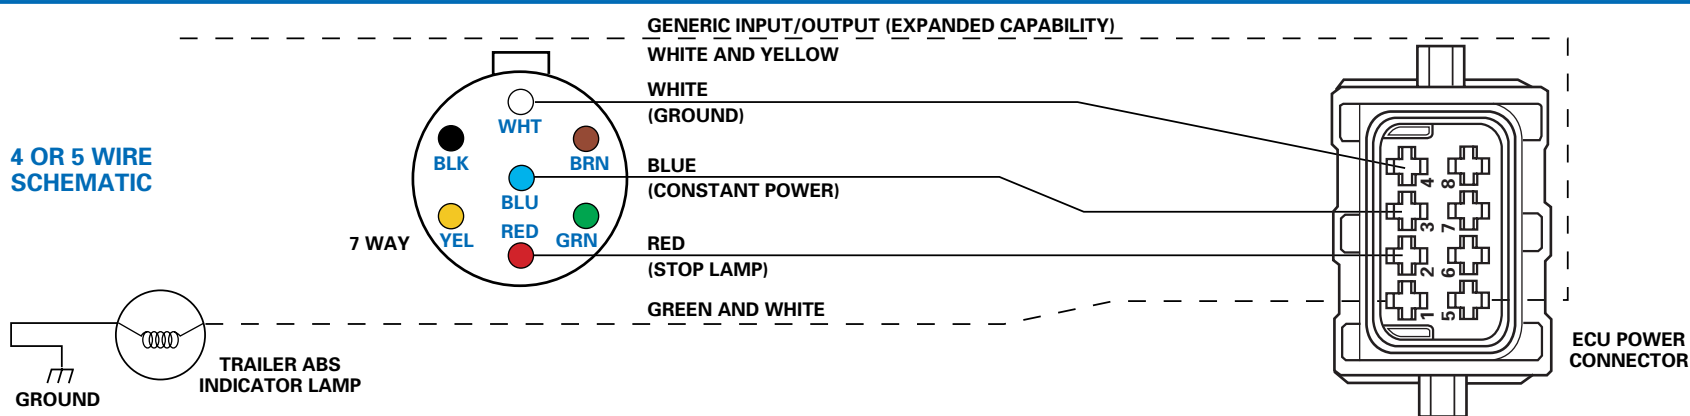 GENERIC INPUT/OUTPUT (EXPANDED CAPABILITY)
WHITE AND YELLOW
WHITE
(GROUND)
4 OR 5 WIRE
SCHEMATIC
WHT
BLK
BRN
BLU
YEL
RED
GRN
7 WAY
BLUE
(CONSTANT POWER)
RED
(STOP LAMP)
GREEN AND WHITE
4 8
3 7
2 6
1 5
ECU POWER
CONNECTOR
TRAILER ABS
INDICATOR LAMP
GROUND